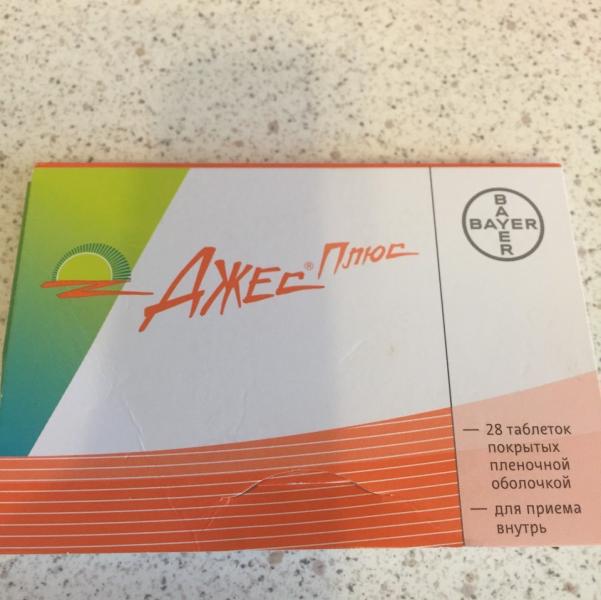 BAYER
BAYER
Джес® Плюс
— 28 таблеток
покрытых
пленочной
оболочкой
— для приема
внутрь